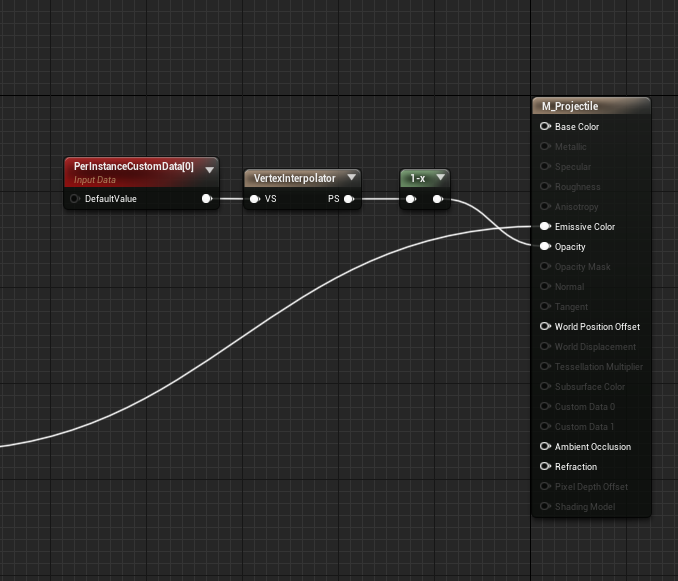 M_Projectile
Base Color
Metallic
Specular
Roughness
Anisotropy
Emissive Color
Opacity
Opacity Mask
Normal
Tangent
World Position Offset
World Displacement
Tessellation Multiplier
Subsurface Color
Custom Data 0
Custom Data 1
Ambient Occlusion
Refraction
Pixel Depth Offset
Shading Model
PerInstanceCustomData[0]
Input Data
DefaultValue
VertexInterpolator
VS PS
1-x